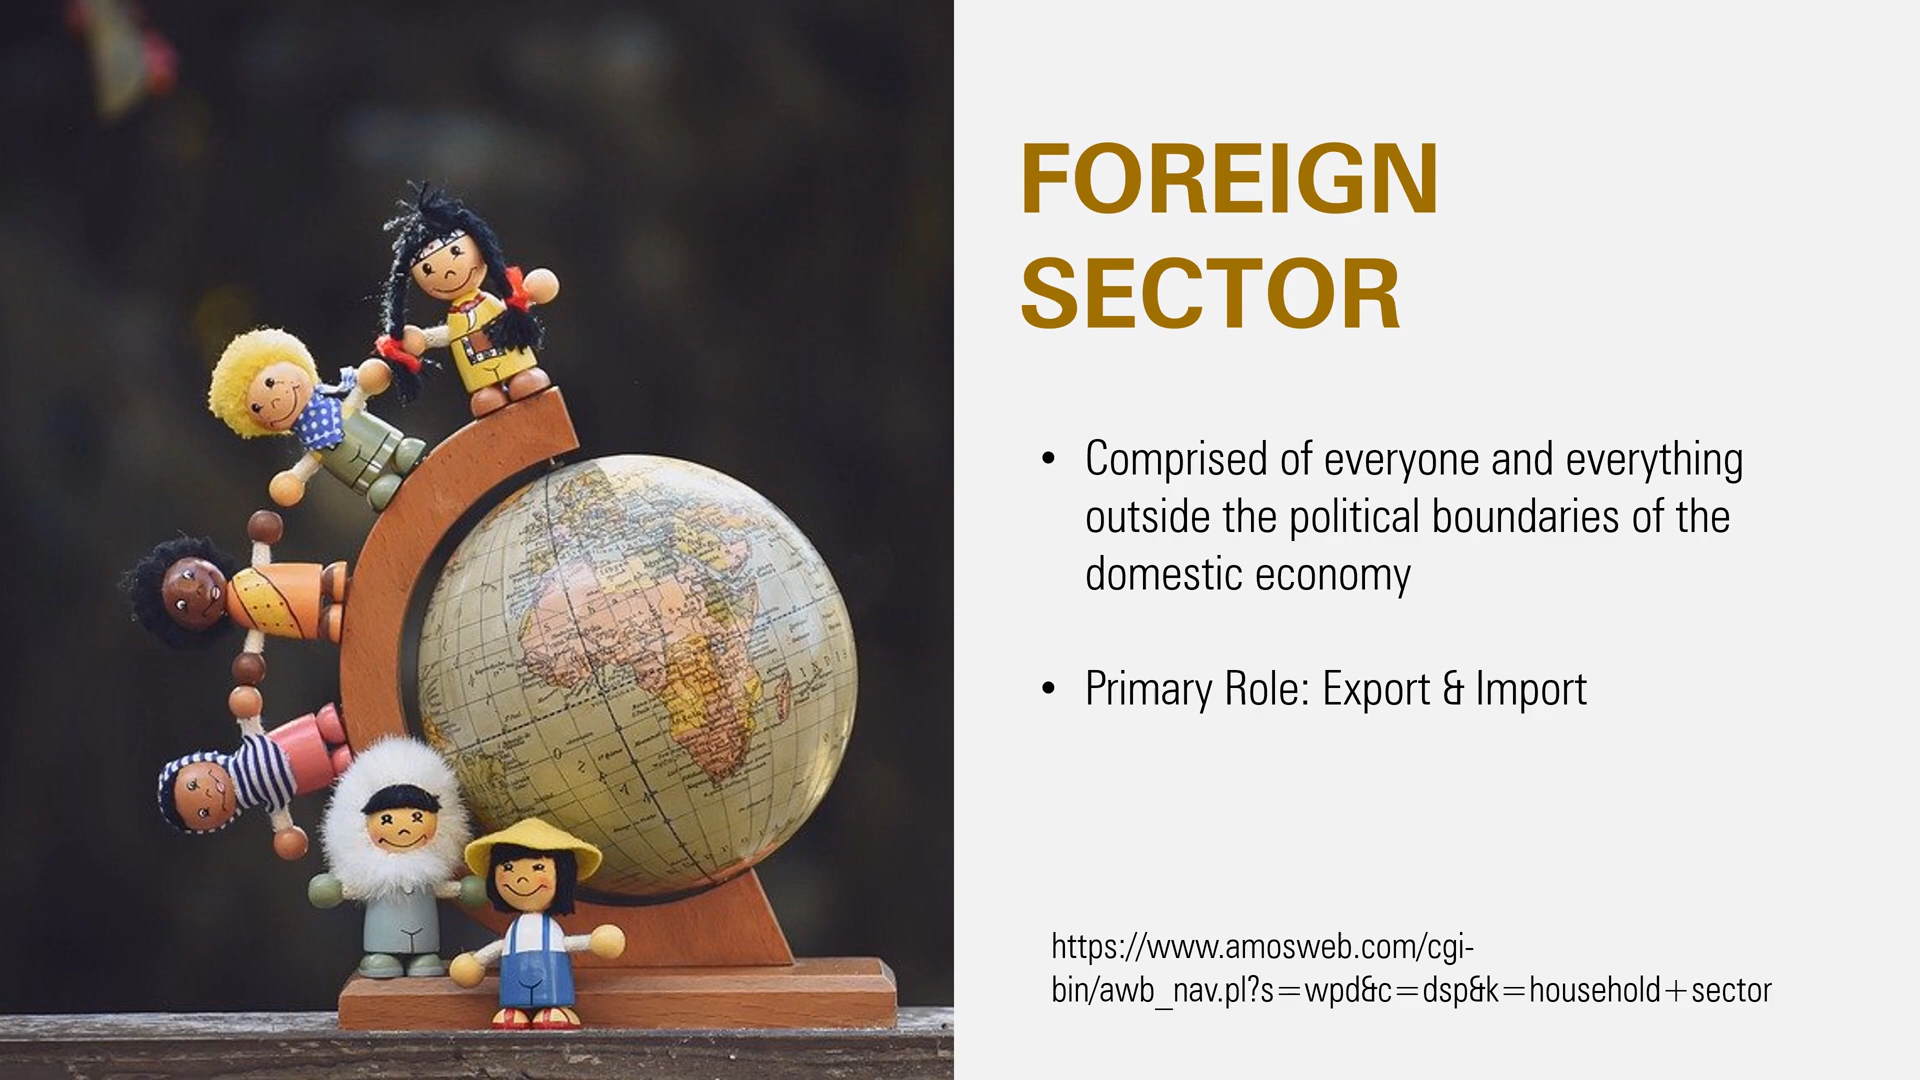 FOREIGN
SECTOR
• Comprised of everyone and everything
outside the political boundaries of the
domestic economy
• Primary Role: Export & Import
https://www.amosweb.com/cgi-
bin/awb_nav.pl?s=wpd&c=dsp&k=household+sector